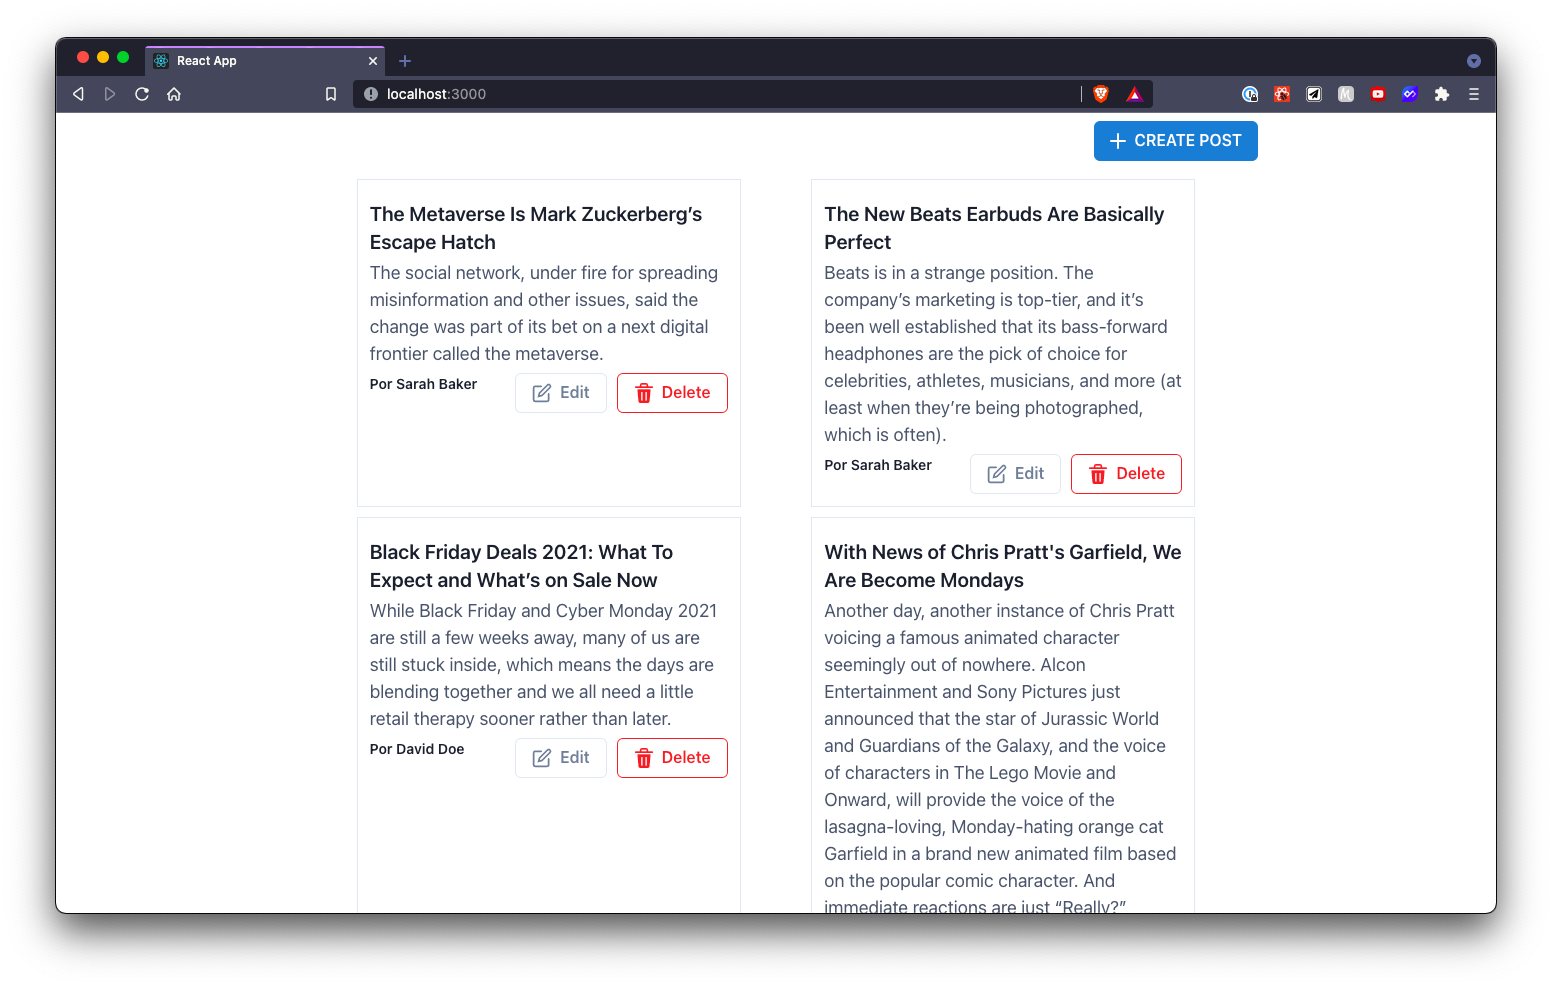 React App
localhost:3000
CREATE POST
The Metaverse Is Mark Zuckerberg’s
Escape Hatch
The social network, under fire for spreading
misinformation and other issues, said the
change was part of its bet on a next digital
frontier called the metaverse.
Por Sarah Baker
Edit
Delete
The New Beats Earbuds Are Basically
Perfect
Beats is in a strange position. The
company’s marketing is top-tier, and it’s
been well established that its bass-forward
headphones are the pick of choice for
celebrities, athletes, musicians, and more (at
least when they’re being photographed,
which is often).
Por Sarah Baker
Edit
Delete
Black Friday Deals 2021: What To
Expect and What’s on Sale Now
While Black Friday and Cyber Monday 2021
are still a few weeks away, many of us are
still stuck inside, which means the days are
blending together and we all need a little
retail therapy sooner rather than later.
Por David Doe
Edit
Delete
With News of Chris Pratt's Garfield, We
Are Become Mondays
Another day, another instance of Chris Pratt
voicing a famous animated character
seemingly out of nowhere. Alcon
Entertainment and Sony Pictures just
announced that the star of Jurassic World
and Guardians of the Galaxy, and the voice
of characters in The Lego Movie and
Onward, will provide the voice of the
lasagna-loving, Monday-hating orange cat
Garfield in a brand new animated film based
on the popular comic character. And
immediate reactions are just “Really?”